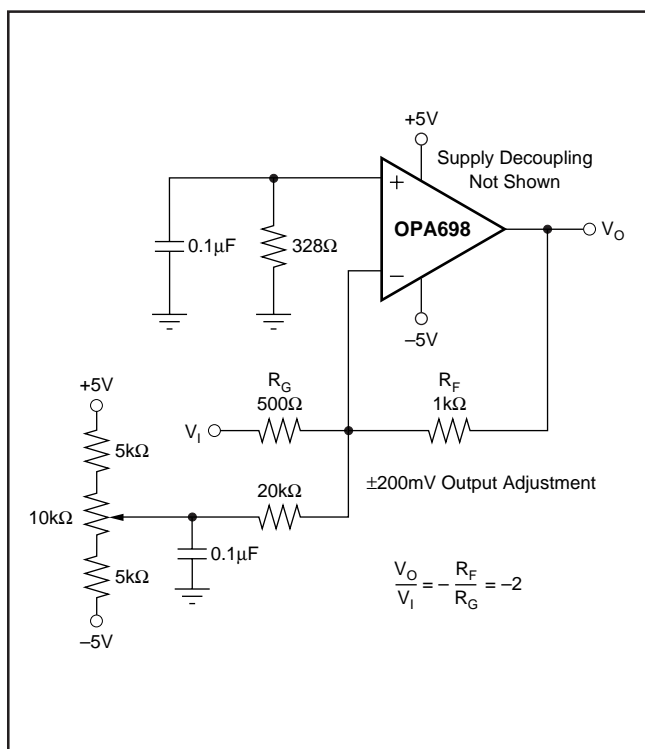 +5V
Supply Decoupling
Not Shown
+
OPA698
−
V_O
0.1μF
328Ω
−5V
R_G
500Ω
R_F
1kΩ
V_I
+5V
5kΩ
10kΩ
5kΩ
−5V
20kΩ
0.1μF
±200mV Output Adjustment
V_O/V_I = − R_F/R_G = −2